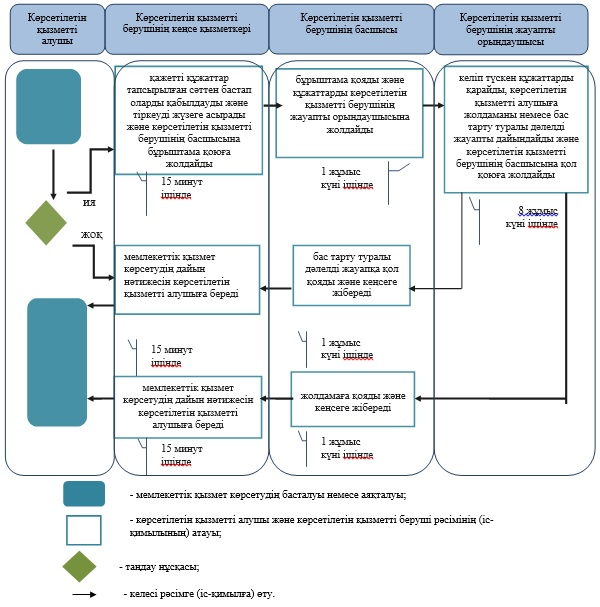 Көрсетілетін
қызметті
алушы
Көрсетілетін қызметті
берушінің кеңсе қызметкері
Көрсетілетін қызметті
берушінің басшысы
Көрсетілетін қызметті
берушінің жауапты
орындаушысы
қажетті құжаттар
тапсырылған сәттен бастап
оларды қабылдауды және
тіркеуді жүзеге асырады
және көрсетілетін қызметті
берушінің басшысына
бұрыштама қоюға
жолдайды
бұрыштама қояды және
құжаттарды көрсетілетін
қызметті берушінің
жауапты орындаушысына
жолдайды
келіп түскен құжаттарды
қарайды, көрсетілетін
қызметті алушыға
жолдаманы немесе бас
тарту туралы дәлелді
жауапты дайындайды және
көрсетілетін қызметті
берушінің басшысына қол
қоюға жолдайды
15 минут
ішінде
1 жұмыс
күні ішінде
8 жұмыс
күні ішінде
ия
жоқ
мемлекеттік қызмет
көрсетудің дайын
нәтижесін көрсетілетін
қызметті алушыға береді
бас тарту туралы
дәлелді жауапқа қол
қояды және кеңсеге
жібереді
15 минут
ішінде
1 жұмыс
күні ішінде
мемлекеттік қызмет
көрсетудің дайын нәтижесін
көрсетілетін қызметті
алушыға береді
жолдамаға қояды және
кеңсеге жібереді
15 минут
ішінде
1 жұмыс
күні ішінде
- мемлекеттік қызмет көрсетудің басталуы немесе аяқталуы;
- көрсетілетін қызметті алушы және көрсетілетін қызметті беруші рәсімінің (іс-
қимылының) атауы;
- таңдау нұсқасы;
- келесі рәсімге (іс-қимылға) өту.